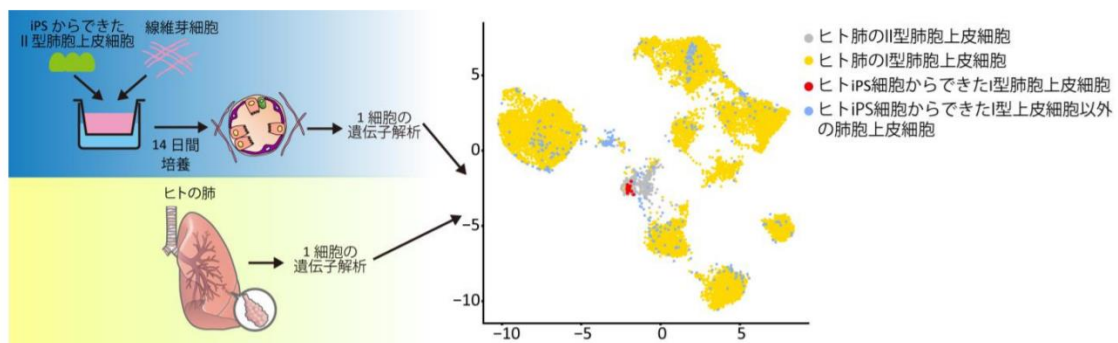 iPS からできた
II 型肺胞上皮細胞
線維芽細胞
14 日間
培養
1 細胞の
遺伝子解析
ヒトの肺
1 細胞の
遺伝子解析
5
0
−5
−10
−10
−5
0
5
ヒト肺のII型肺胞上皮細胞
ヒト肺のI型肺胞上皮細胞
ヒトiPS細胞からできたI型肺胞上皮細胞
ヒトiPS細胞からできたI型上皮細胞以外
の肺胞上皮細胞